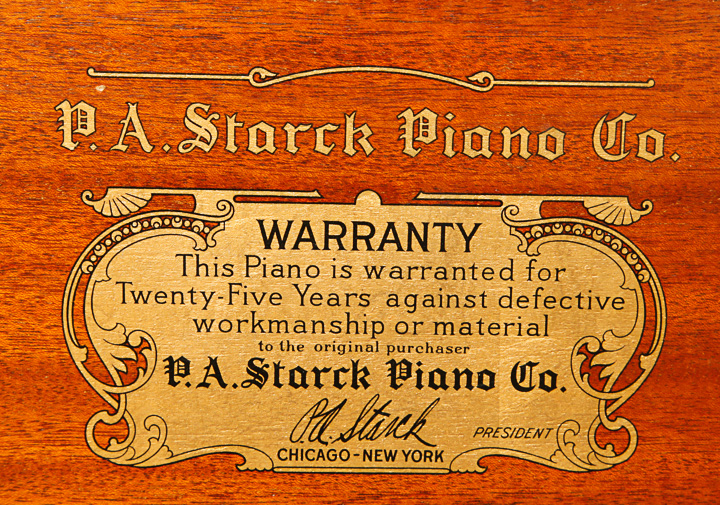 P. A. Starck Piano Co.
WARRANTY
This Piano is warranted for
Twenty-Five Years against defective
workmanship or material
to the original purchaser
P. A. Starck Piano Co.
P.A. Starck PRESIDENT
CHICAGO - NEW YORK